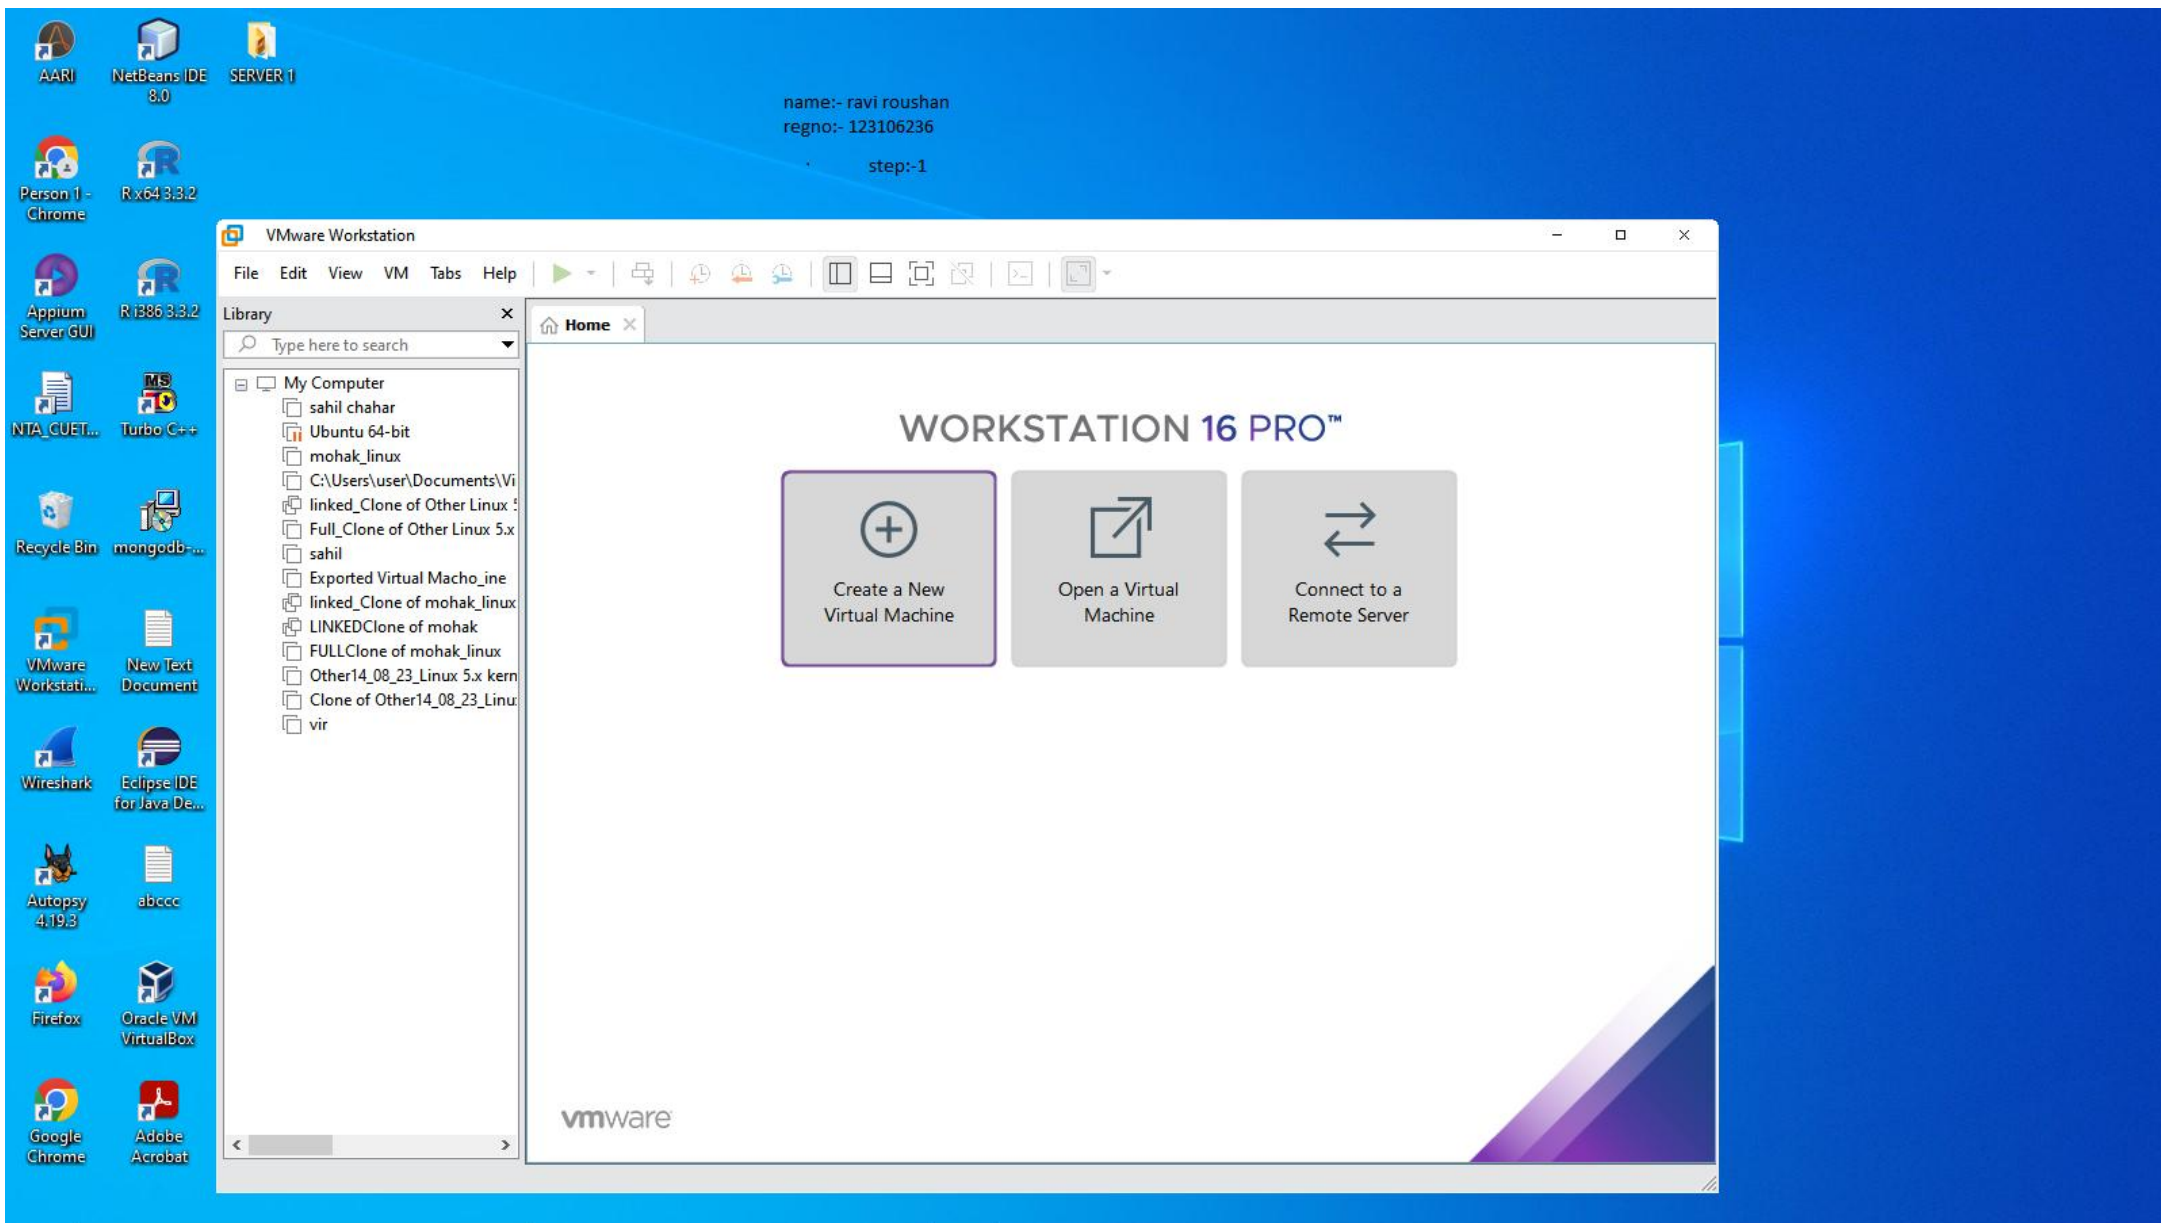 AARI
NetBeans IDE
8.0
SERVER 1
name:- ravi roushan
regno:- 123106236
step:-1
Person 1 -
Chrome
R x64 3.3.2
Appium
Server GUI
R i386 3.3.2
NTA_CUET...
Turbo C++
Recycle Bin
mongodb-...
VMware
Workstati...
New Text
Document
Wireshark
Eclipse IDE
for Java De...
Autopsy
4.19.3
abccc
Firefox
Oracle VM
VirtualBox
Google
Chrome
Adobe
Acrobat
VMware Workstation
File Edit View VM Tabs Help
Library
Type here to search
My Computer
sahil chahar
Ubuntu 64-bit
mohak_linux
C:\Users\user\Documents\Vi
linked_Clone of Other Linux 5
Full_Clone of Other Linux 5.x
sahil
Exported Virtual Macho_ine
linked_Clone of mohak_linux
LINKEDClone of mohak
FULLClone of mohak_linux
Other14_08_23_Linux 5.x kern
Clone of Other14_08_23_Linu
vir
Home
WORKSTATION 16 PRO™
Create a New
Virtual Machine
Open a Virtual
Machine
Connect to a
Remote Server
vmware